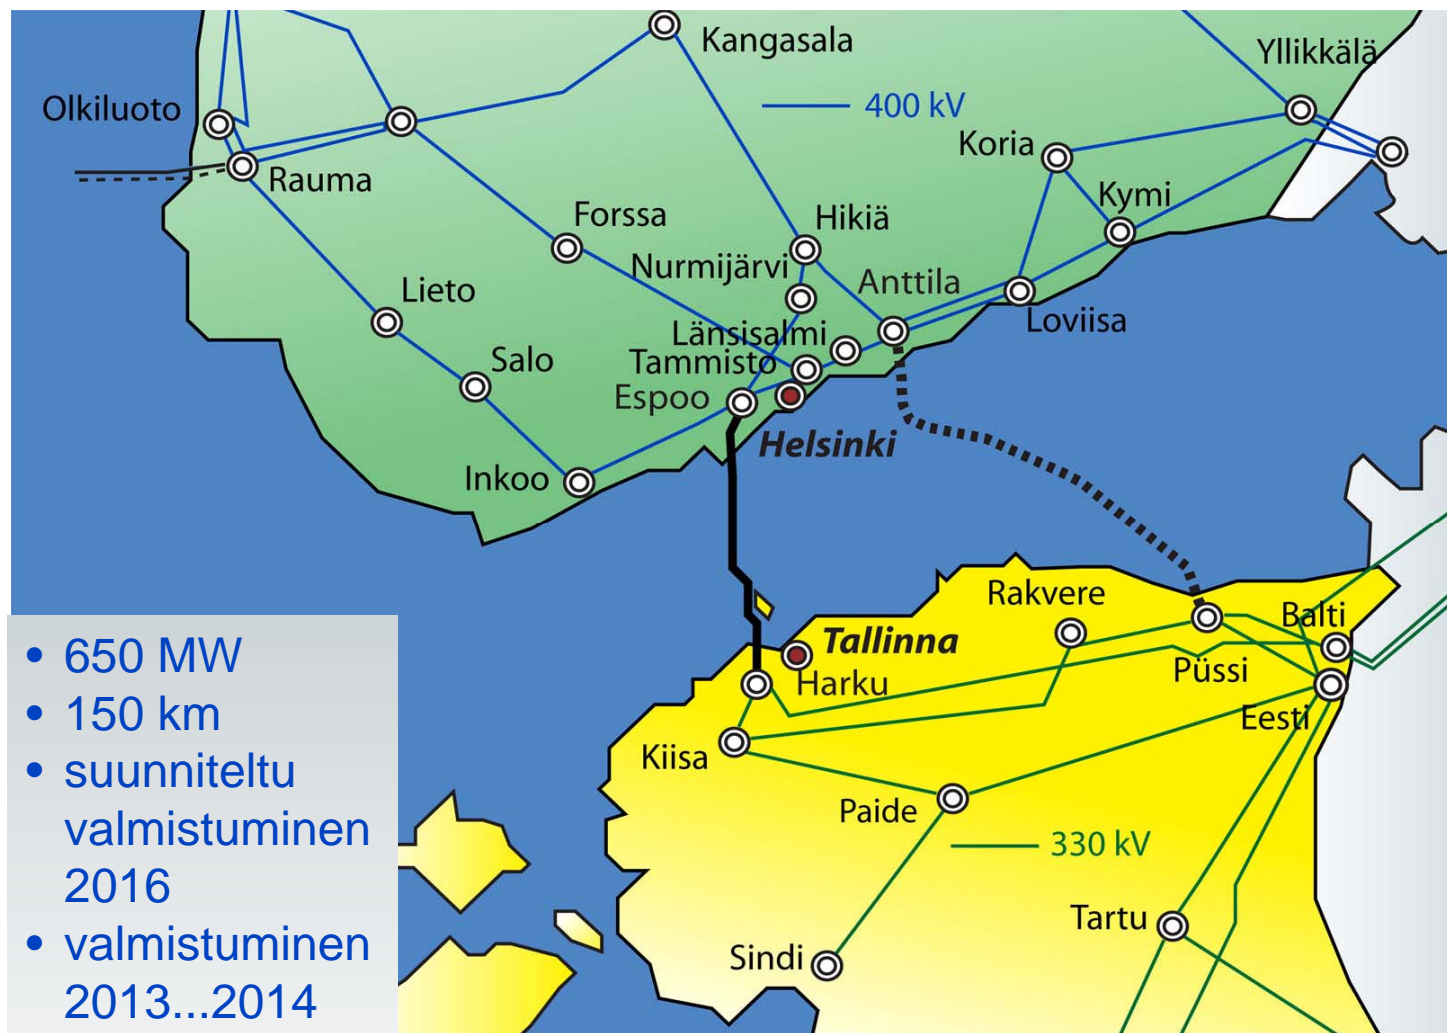 Kangasala
Yllikkälä
Olkiluoto
400 kV
Koria
Rauma
Kymi
Forssa
Hikiä
Nurmijärvi
Anttila
Lieto
Loviisa
Länsisalmi
Salo
Tammisto
Espoo
Helsinki
Inkoo
Rakvere
Balti
Tallinna
Püssi
Harku
Eesti
Kiisa
Paide
330 kV
Tartu
Sindi
• 650 MW
• 150 km
• suunniteltu
valmistuminen
2016
• valmistuminen
2013...2014